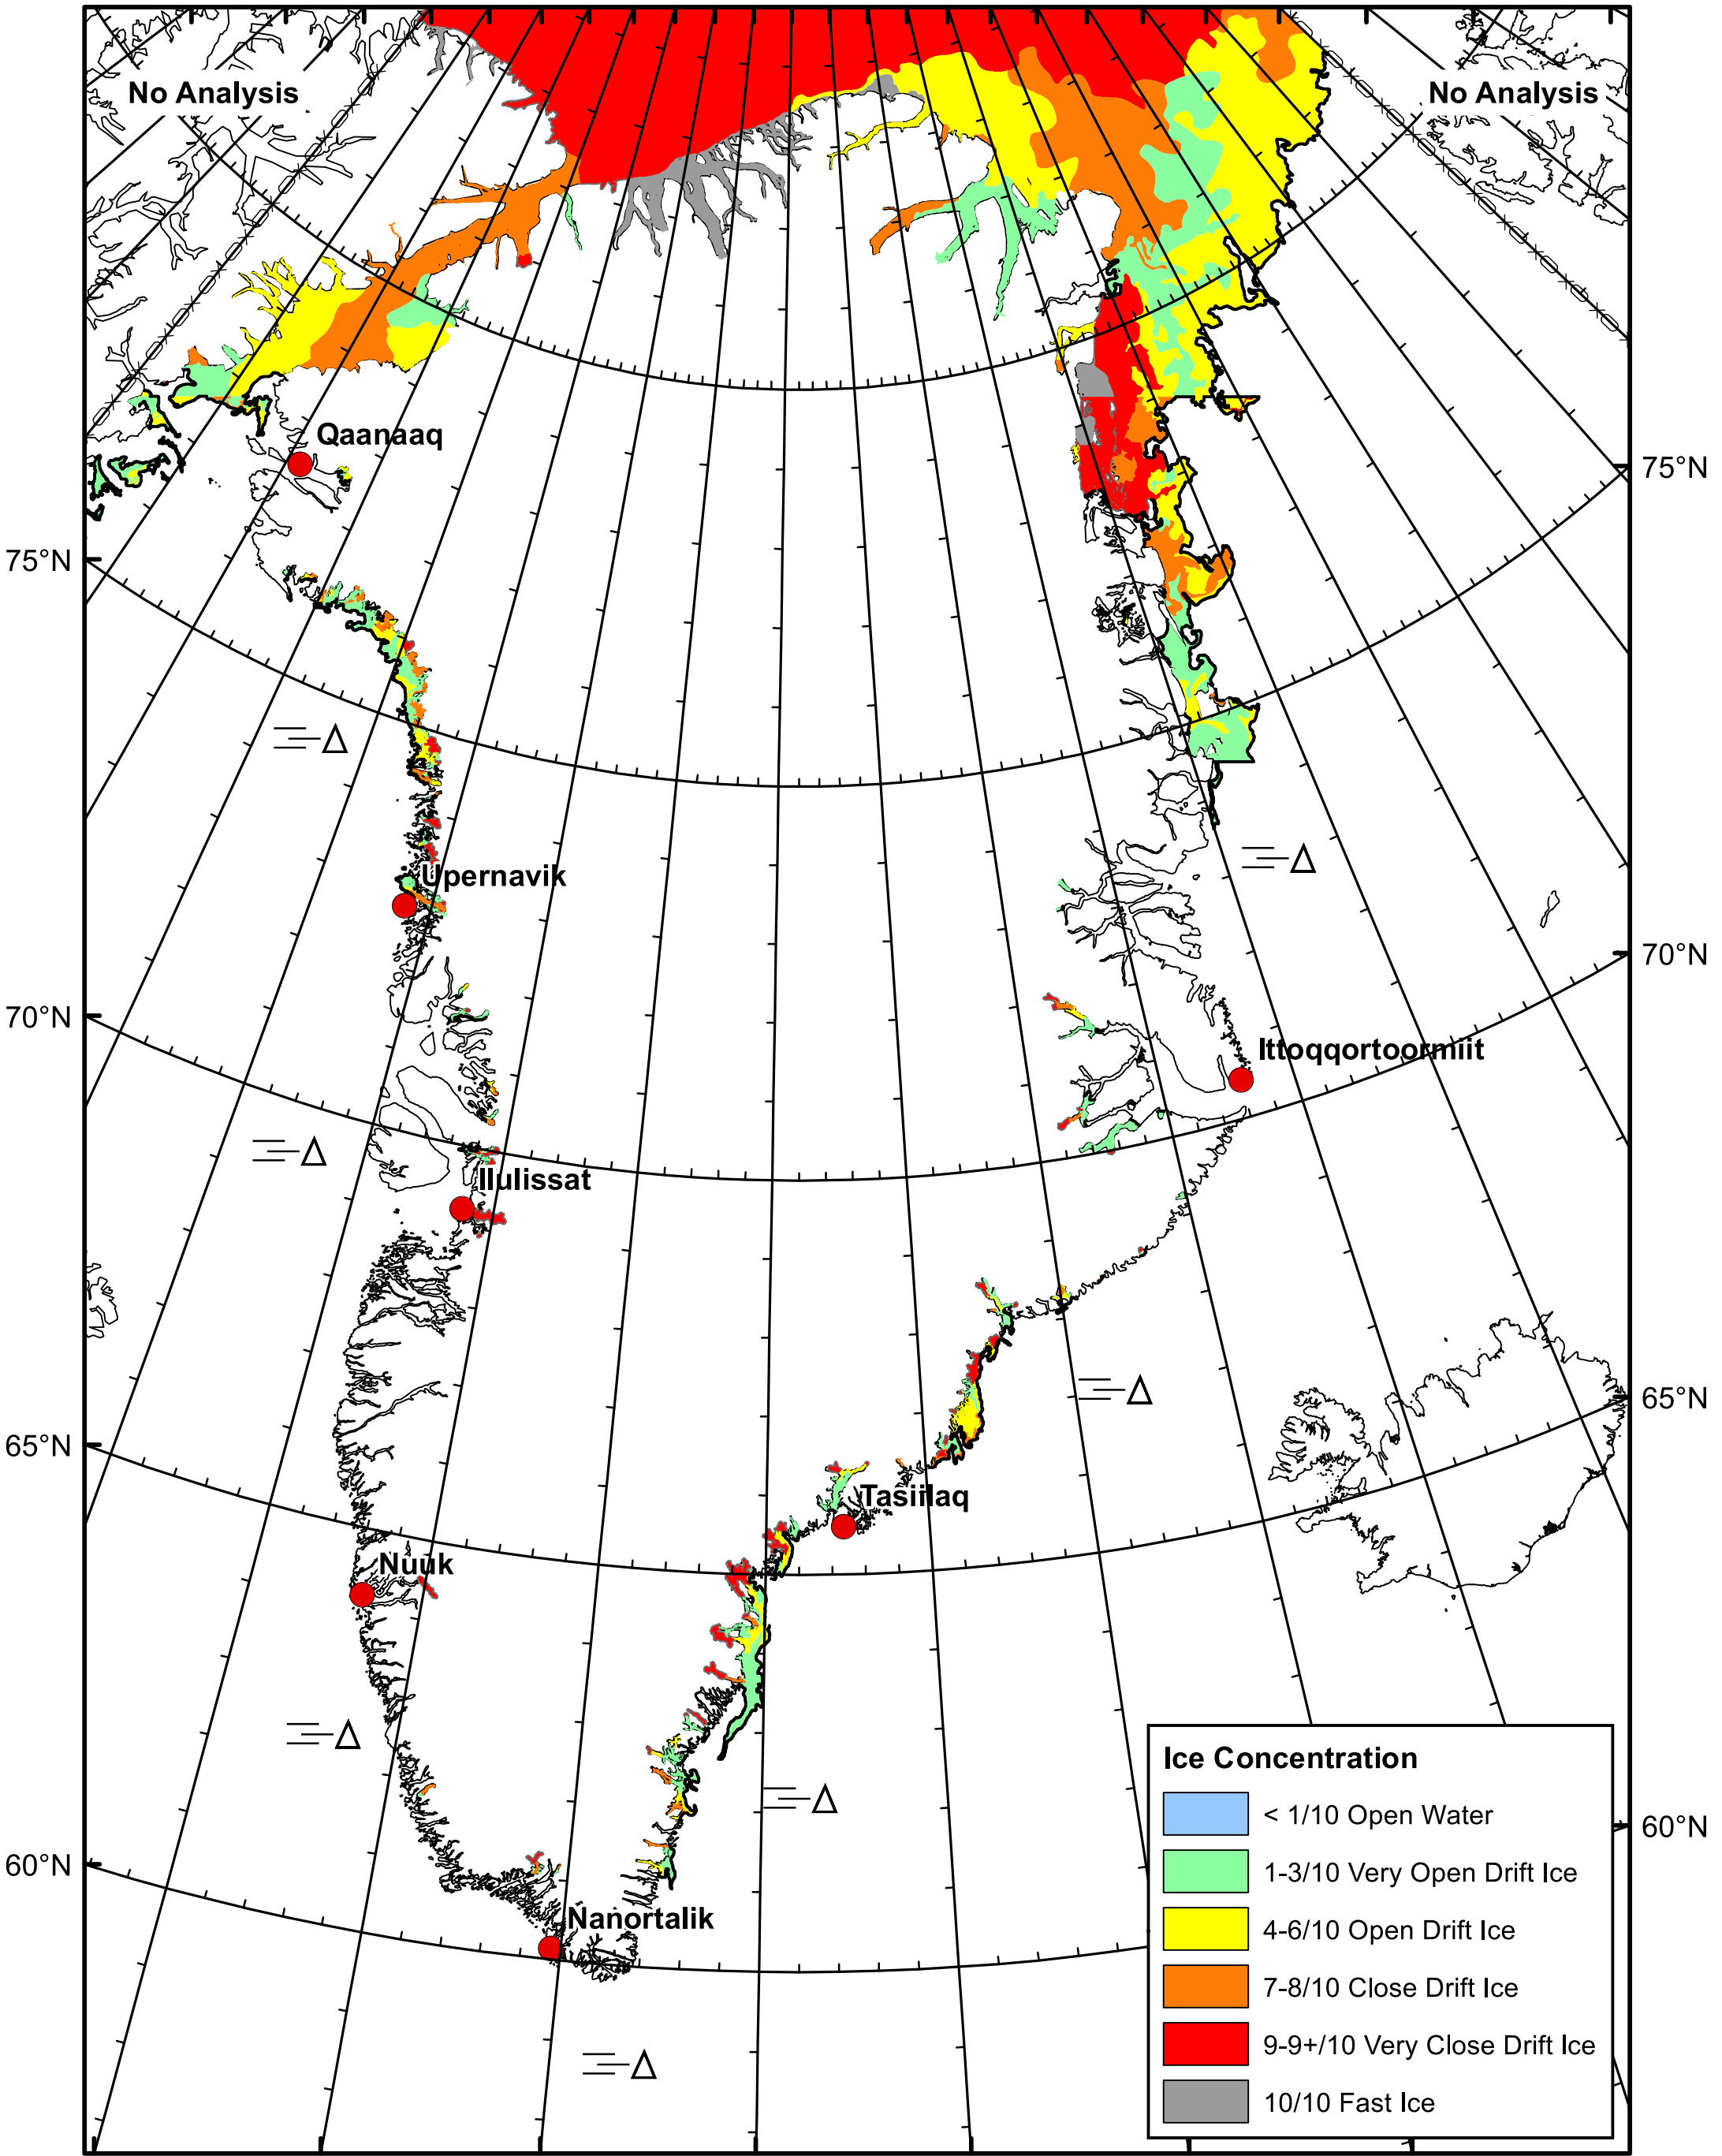 No Analysis
No Analysis
Qaanaaq
75°N
75°N
Upernavik
70°N
70°N
Ittoqqortoormiit
Ilulissat
65°N
65°N
Tasiilaq
Nuuk
60°N
60°N
Nanortalik
Ice Concentration
< 1/10 Open Water
1-3/10 Very Open Drift Ice
4-6/10 Open Drift Ice
7-8/10 Close Drift Ice
9-9+/10 Very Close Drift Ice
10/10 Fast Ice